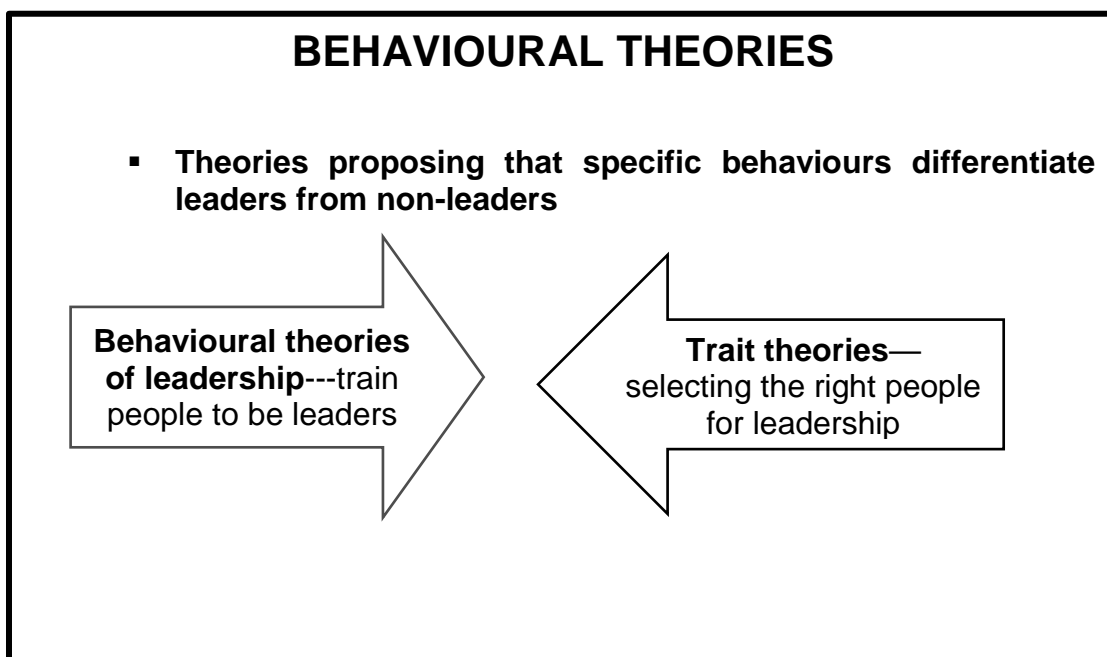 BEHAVIOURAL THEORIES
▪ Theories proposing that specific behaviours differentiate
leaders from non-leaders
Behavioural theories
of leadership---train
people to be leaders
Trait theories—
selecting the right people
for leadership